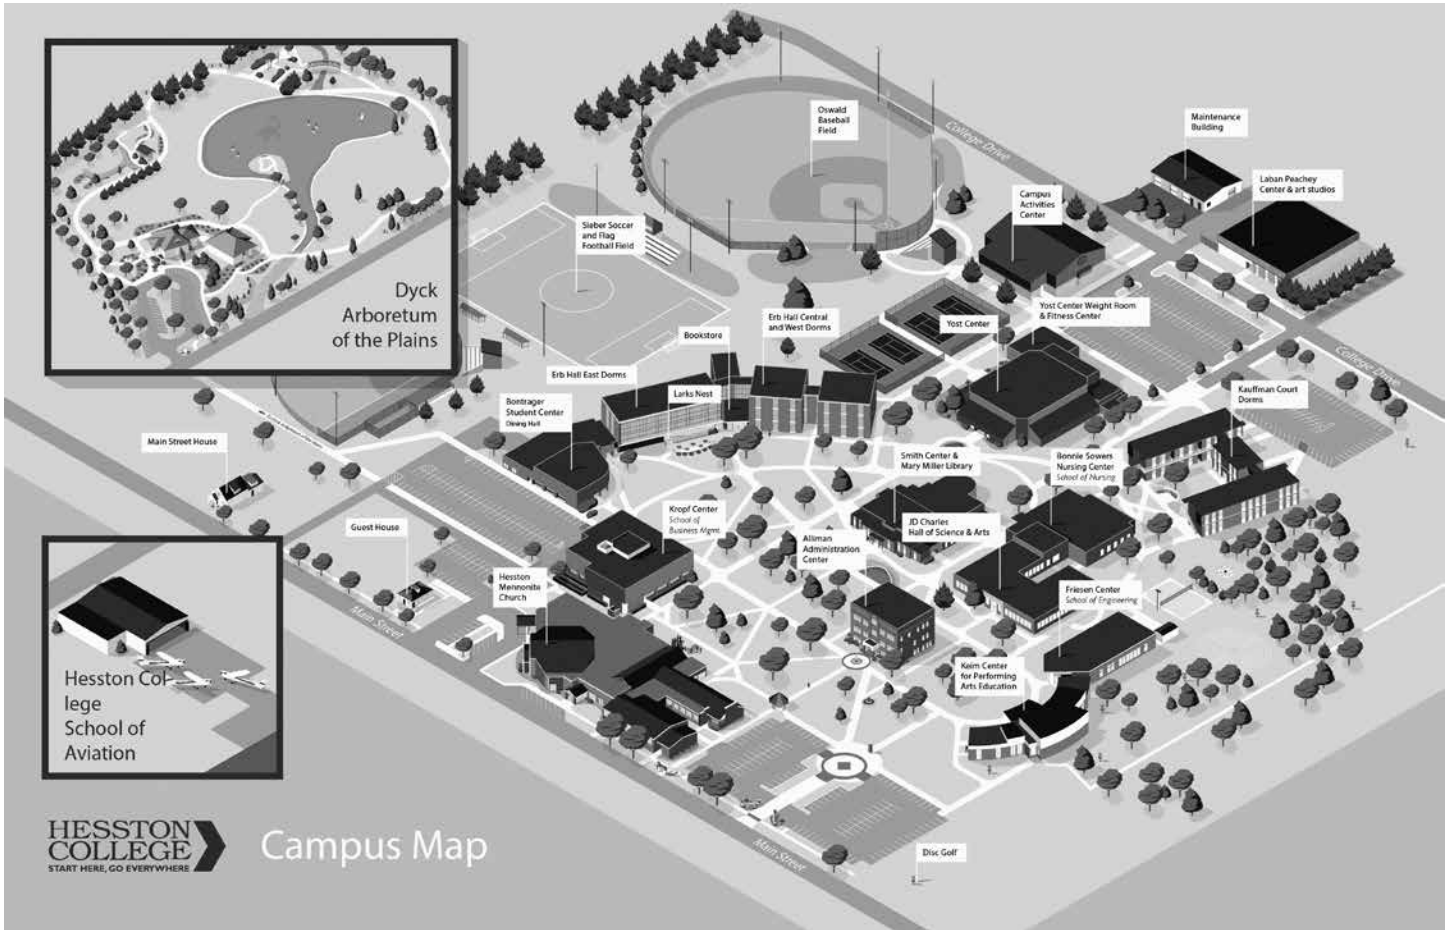 Dyck
Arboretum
of the Plains
Oswald
Baseball
Field
College Drive
Maintenance
Building
Laban Peachey
Center & art studios
Campus
Activities
Center
Sieber Soccer
and Flag
Football Field
Erb Hall Central
and West Dorms
Yost Center Weight Room
& Fitness Center
Yost Center
Bookstore
College Drive
Erb Hall East Dorms
Larks Nest
Kauffman Court
Dorms
Bontrager
Student Center
Dining Hall
Main Street House
Smith Center &
Mary Miller Library
Bonnie Sowers
Nursing Center
School of Nursing
Kropf Center
School of
Business Mgmt.
Guest House
JD Charles
Hall of Science & Arts
Alliman
Administration
Center
Hesston
Mennonite
Church
Friesen Center
School of Engineering
Main Street
Keim Center
for Performing
Arts Education
Hesston Col-
lege
School of
Aviation
HESSTON
COLLEGE
START HERE, GO EVERYWHERE
Campus Map
Main Street
Disc Golf